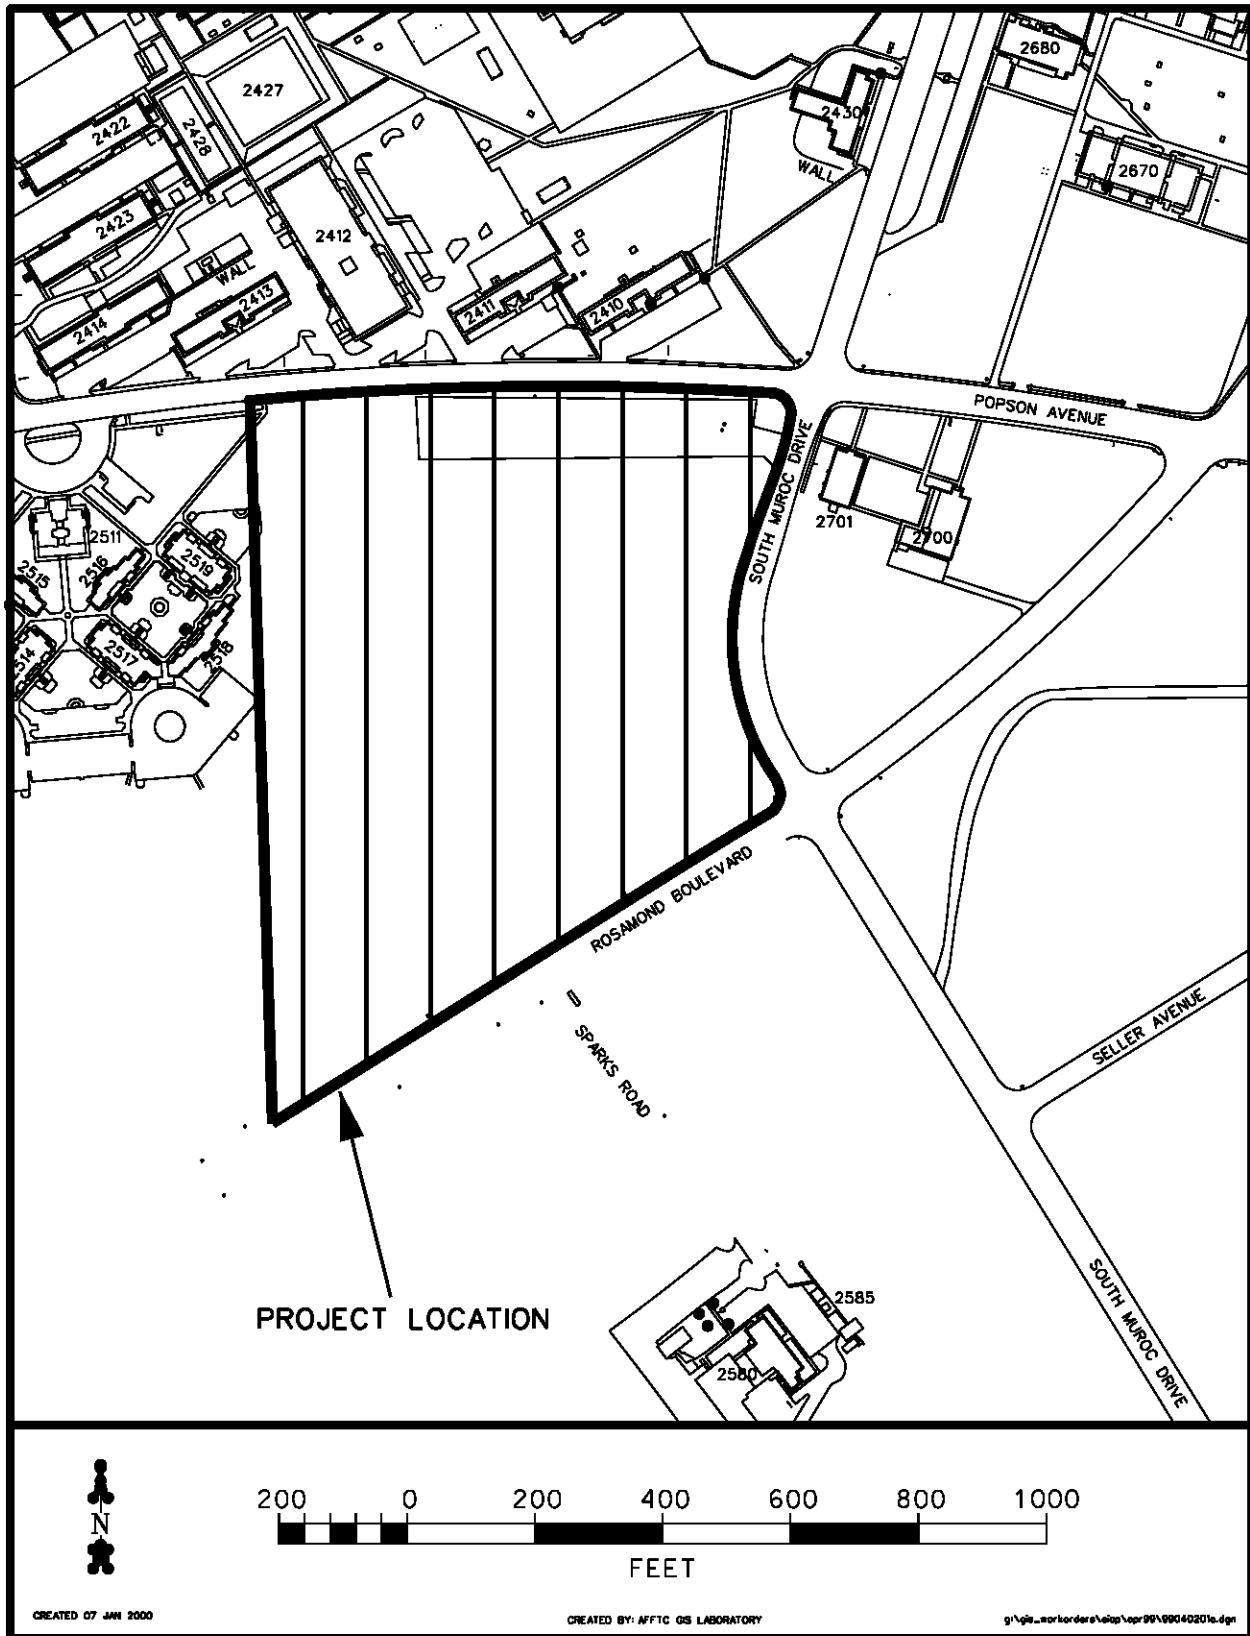 2680
2427
2422
2428
2430
WALL
2670
2423
2412
WALL
2413
2414
2411
2410
POPSON AVENUE
SOUTH MUROC DRIVE
2701
2700
2511
2519
2516
2515
2517
2518
2514
ROSAMOND BOULEVARD
SPARKS ROAD
SELLER AVENUE
SOUTH MUROC DRIVE
PROJECT LOCATION
2585
2580
N
200 0 200 400 600 800 1000
FEET
CREATED 07 JAN 2000
CREATED BY: AFFTC GIS LABORATORY